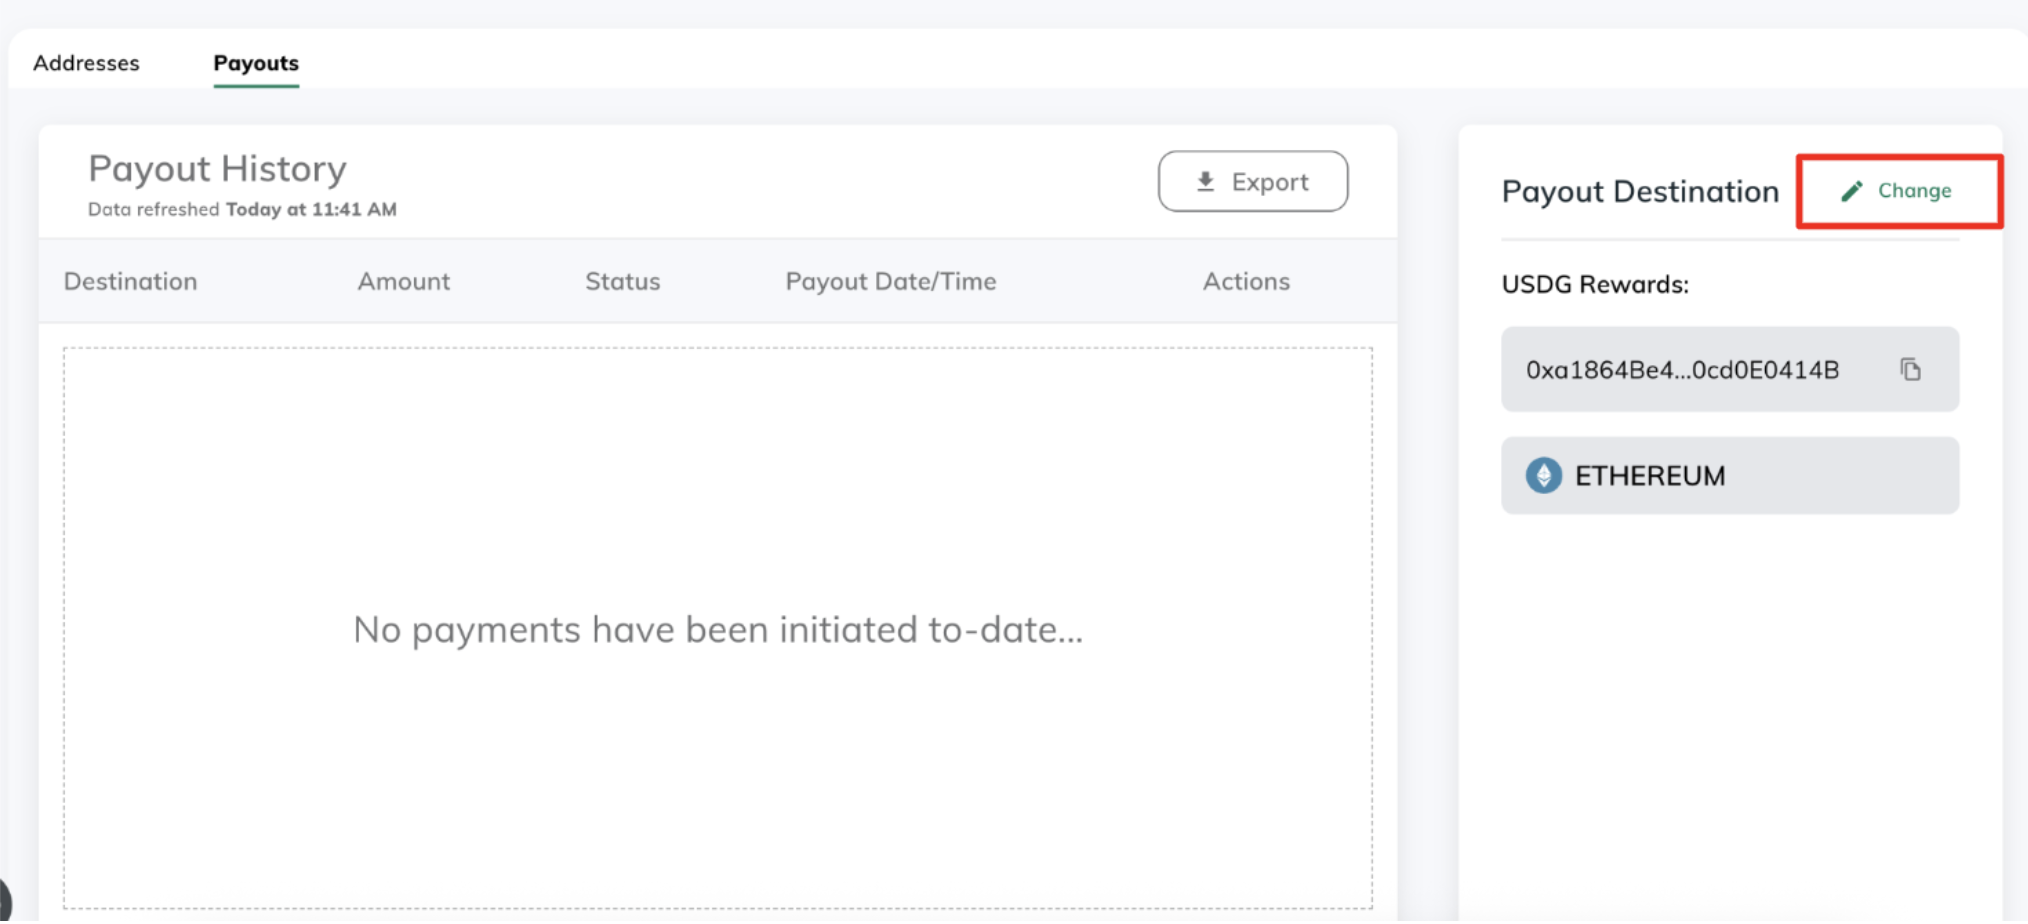 Addresses
Payouts
Payout History
Data refreshed Today at 11:41 AM
Export
Destination
Amount
Status
Payout Date/Time
Actions
No payments have been initiated to-date...
Payout Destination
Change
USDG Rewards:
0xa1864Be4...0cd0E0414B
ETHEREUM